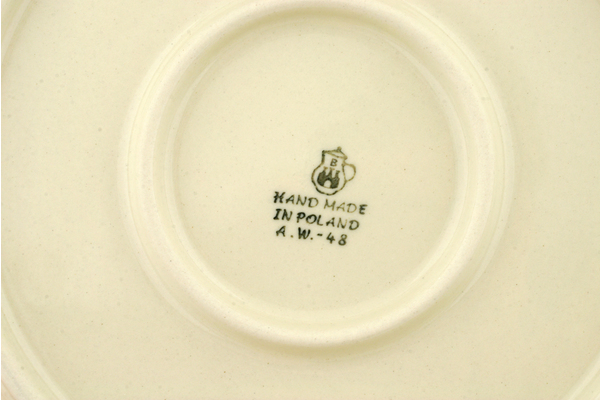 B
HAND MADE
IN POLAND
A.W.-48